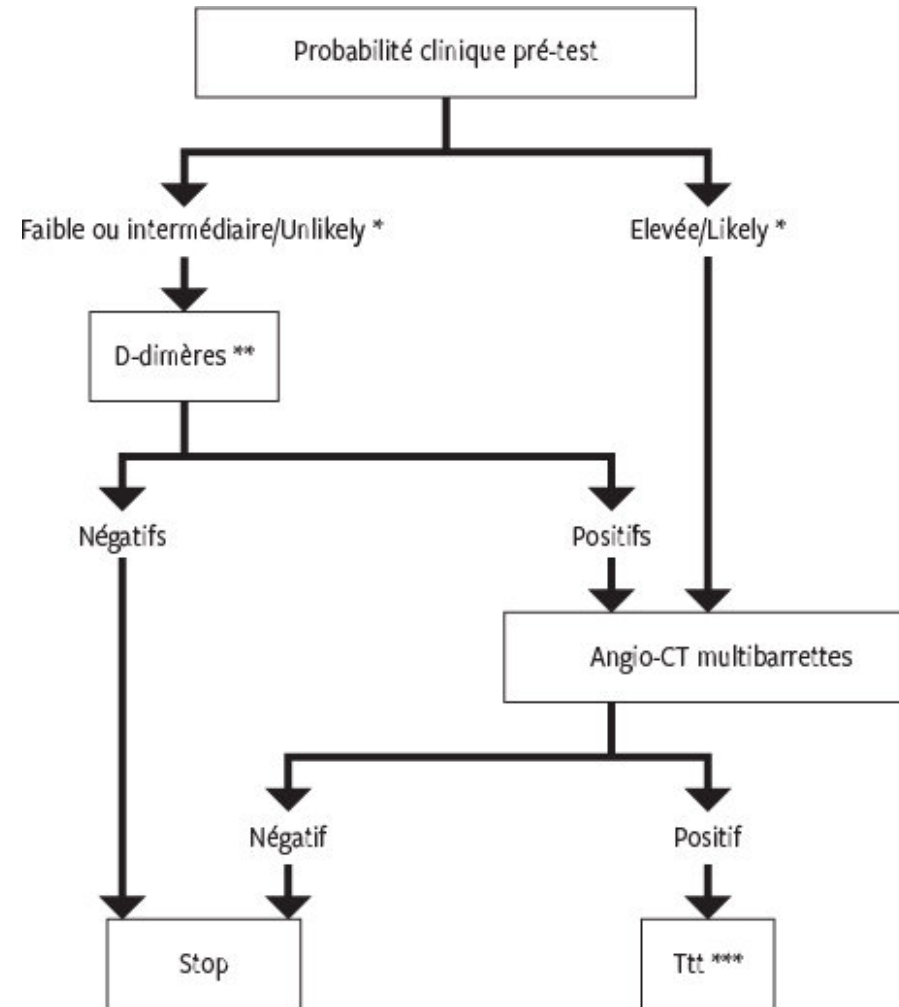 Probabilité clinique pré-test
Faible ou intermédiaire/Unlikely *
Elevée/Likely *
D-dimères **
Négatifs
Positifs
Angio-CT multibarrettes
Négatif
Positif
Stop
Ttt ***